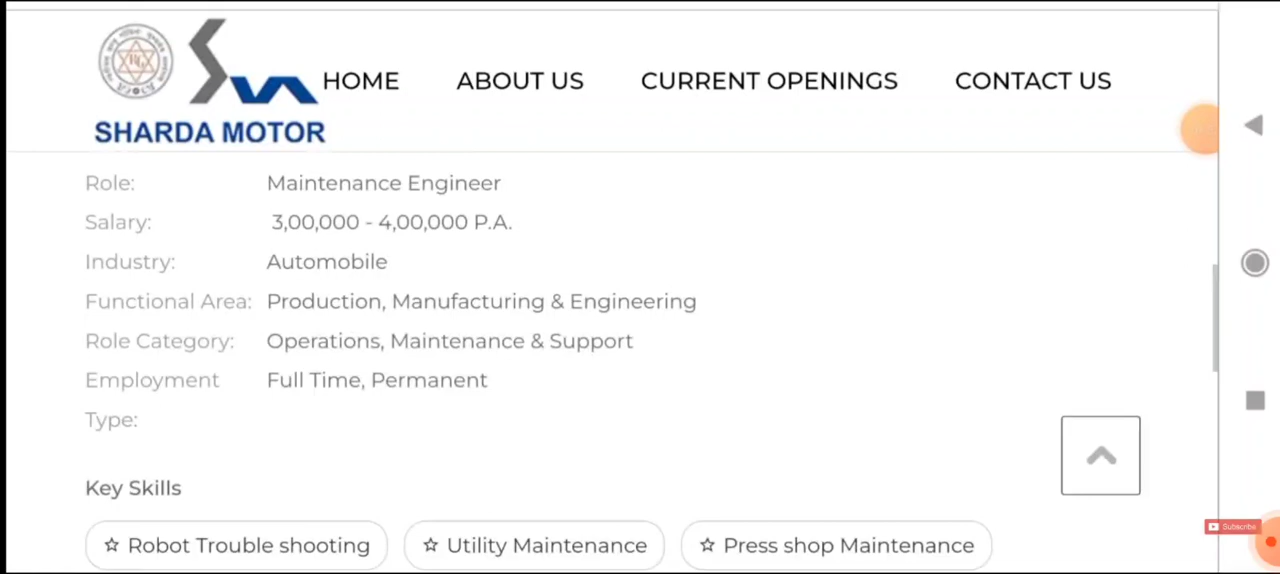 HOME ABOUT US CURRENT OPENINGS CONTACT US
SHARDA MOTOR
Role: Maintenance Engineer
Salary: 3,00,000 - 4,00,000 P.A.
Industry: Automobile
Functional Area: Production, Manufacturing & Engineering
Role Category: Operations, Maintenance & Support
Employment Full Time, Permanent
Type:
Key Skills
☆ Robot Trouble shooting ☆ Utility Maintenance ☆ Press shop Maintenance
Subscribe